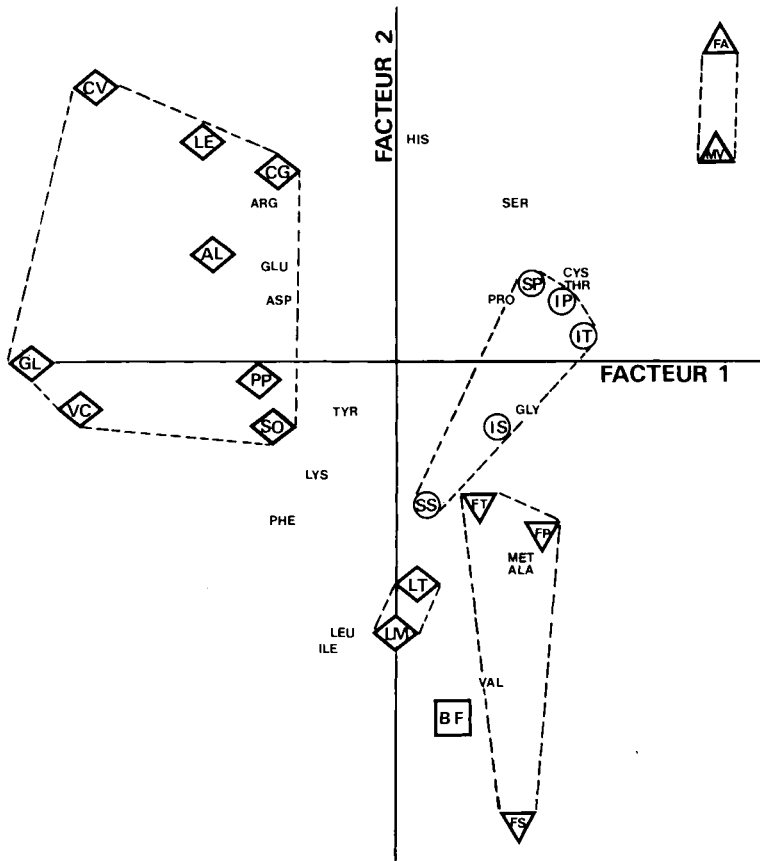 FA
FACTEUR 2
CV
LE
HIS
MV
CG
ARG
SER
AL
GLU
CYS
SP
THR
ASP
PRO
IP
IT
GL
PP
FACTEUR 1
VC
TYR
GLY
SO
IS
LYS
SS
FT
PHE
FP
MET
ALA
LT
LEU
LM
ILE
VAL
BF
FS